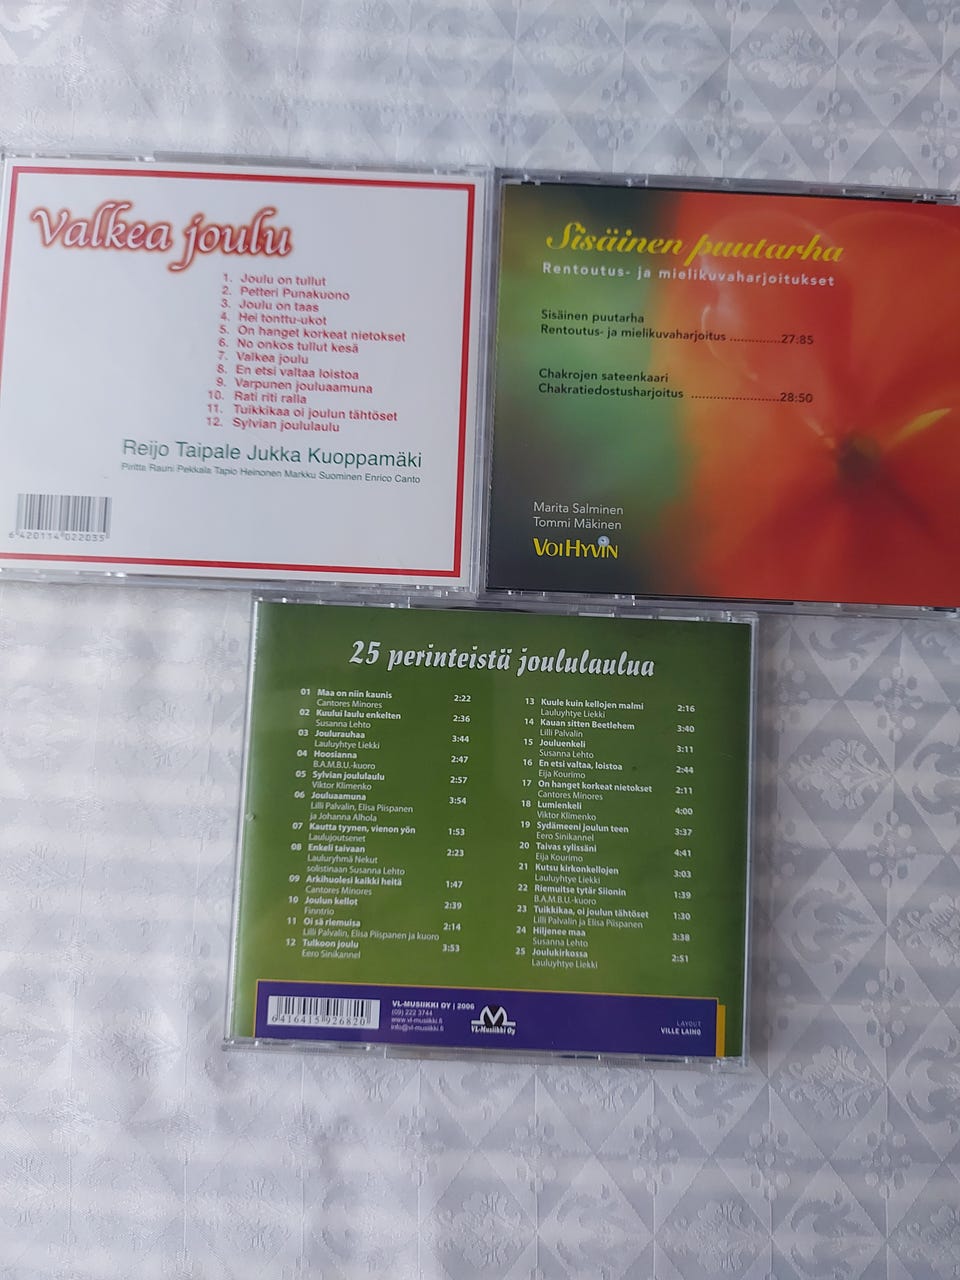 Valkea joulu
1. Joulu on tullut
2. Petteri Punakuono
3. Joulu on taas
4. Hei tonttu-ukot
5. On hanget korkeat nietokset
6. No onkos tullut kesä
7. Valkea joulu
8. En etsi valtaa loistoa
9. Varpunen jouluaamuna
10. Rati riti ralla
11. Tuikkikaa oi joulun tähtöset
12. Sylvian joululaulu
Reijo Taipale Jukka Kuoppamäki
Piritta Rauni Pekkala Tapio Heinonen Markku Suominen Enrico Canto
6 420114 022035
Sisäinen puutarha
Rentoutus- ja mielikuvaharjoitukset
Sisäinen puutarha
Rentoutus- ja mielikuvaharjoitus .............27:85
Chakrojen sateenkaari
Chakratiedostusharjoitus .......................28:50
Marita Salminen
Tommi Mäkinen
VOI HYVIN
25 perinteistä joululaulua
01 Maa on niin kaunis 2:22
Cantores Minores
02 Kuului laulu enkelten 2:36
Susanna Lehto
03 Joulurauhaa 3:44
Lauluyhtye Liekki
04 Hoosianna 2:47
B.A.M.B.U.-kuoro
05 Sylvian joululaulu 2:57
Viktor Klimenko
06 Jouluaamuna 3:54
Lilli Palvalin, Elisa Piispanen
ja Johanna Alhola
07 Kautta tyynen, vienon yön 1:53
Laulujoutsenet
08 Enkeli taivaan 2:23
Lauluryhmä Nekut
solistinaan Susanna Lehto
09 Arkihuolesi kaikki heitä 1:47
Cantores Minores
10 Joulun kellot 2:39
Finntrio
11 Oi sä riemuisa 2:14
Lilli Palvalin, Elisa Piispanen ja kuoro
12 Tulkoon joulu 3:53
Eero Sinikannel
13 Kuule kuin kellojen malmi 2:16
Lauluyhtye Liekki
14 Kauan sitten Beetlehem 3:40
Lilli Palvalin
15 Jouluenkeli 3:11
Susanna Lehto
16 En etsi valtaa, loistoa 2:44
Eija Kourimo
17 On hanget korkeat nietokset 2:11
Cantores Minores
18 Lumienkeli 4:00
Viktor Klimenko
19 Sydämeeni joulun teen 3:37
Eero Sinikannel
20 Taivas sylissäni 4:41
Eija Kourimo
21 Kutsu kirkonkellojen 3:03
Lauluyhtye Liekki
22 Riemuitse tytär Siionin 1:39
B.A.M.B.U.-kuoro
23 Tuikkikaa, oi joulun tähtöset 1:30
Lilli Palvalin ja Elisa Piispanen
24 Hiljenee maa 3:38
Susanna Lehto
25 Joulukirkossa 2:51
Lauluyhtye Liekki
6 416415 926820
VL-MUSIIKKI OY | 2006
(09) 222 3744
www.vl-musiikki.fi
info@vl-musiikki.fi
VL-Musiikki Oy
LAYOUT
VILLE LAIHO